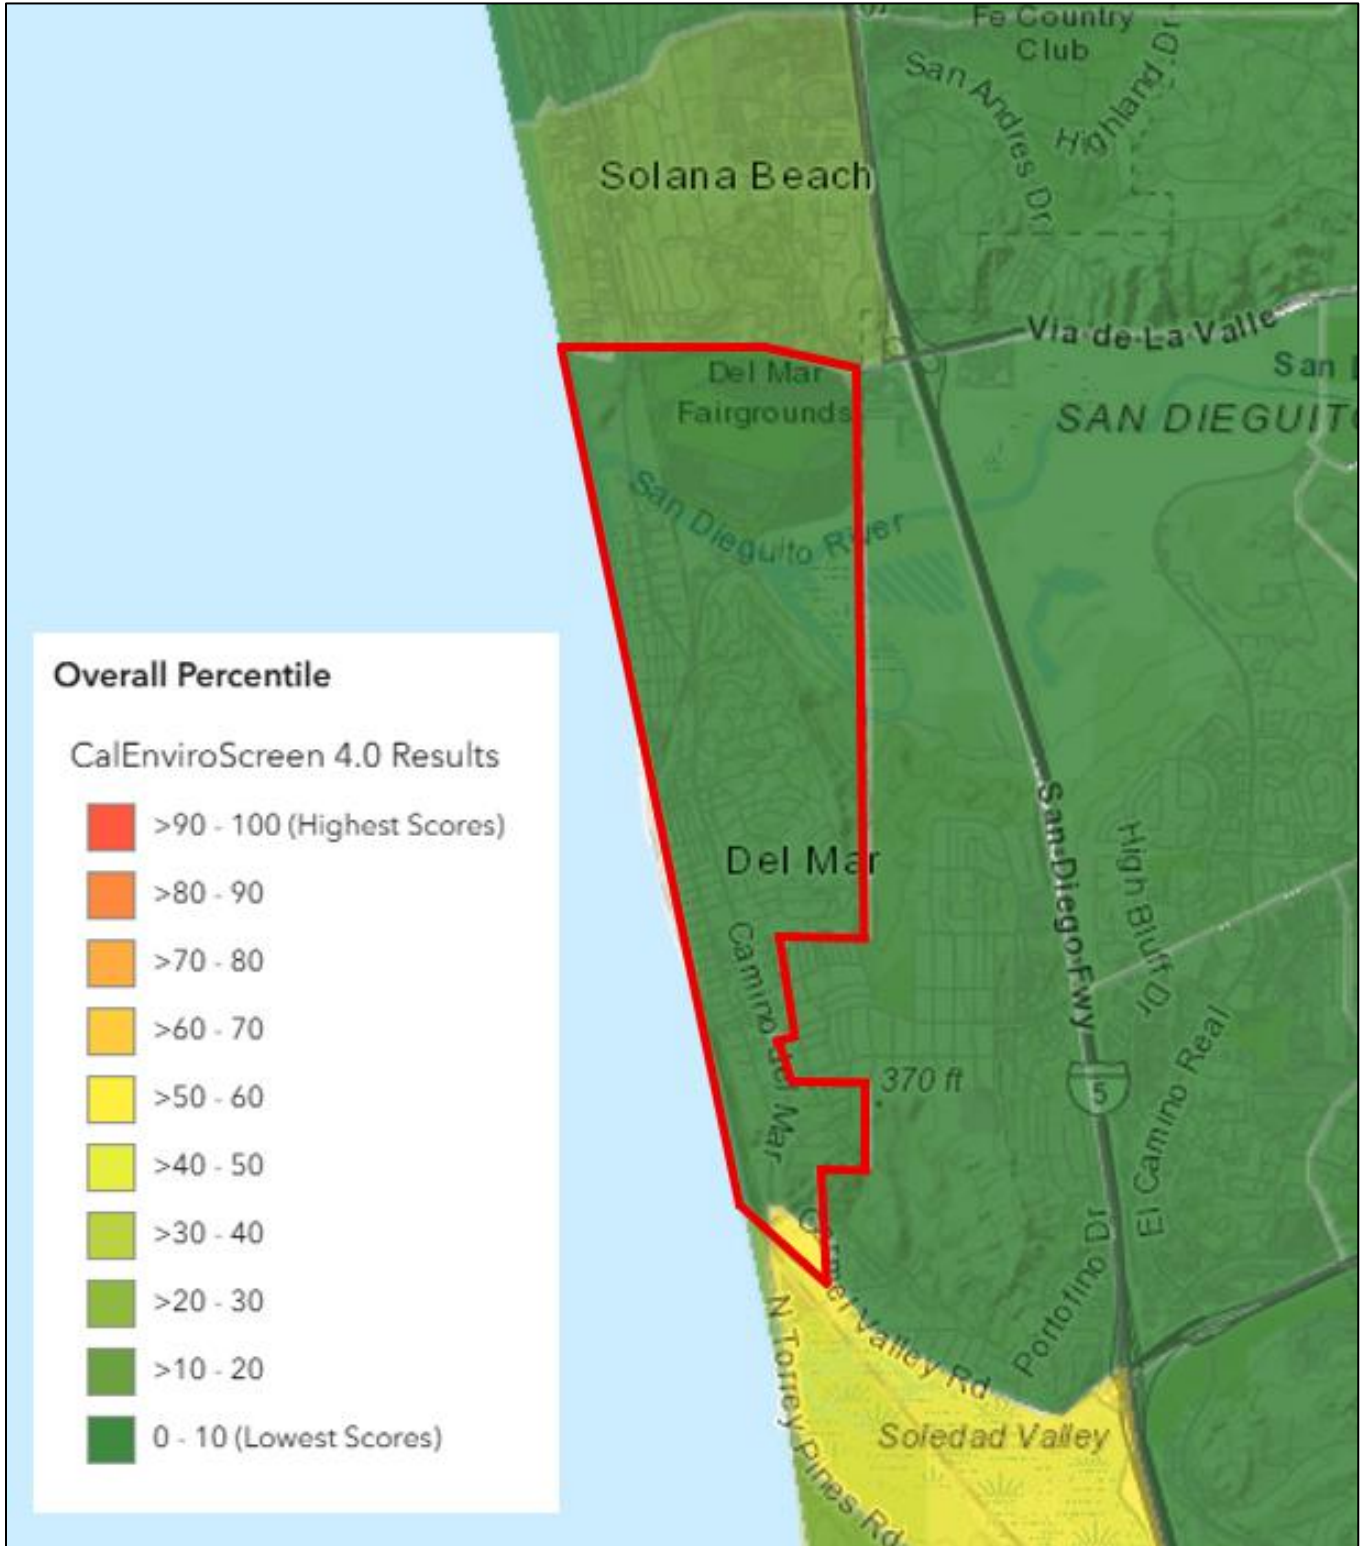 Fe Country
Club
San Andres Dr
Highland Dr
Solana Beach
Via de La Valle
Del Mar
Fairgrounds
San
SAN DIEGUIT
San Dieguito River
Overall Percentile
CalEnviroScreen 4.0 Results
>90 - 100 (Highest Scores)
>80 - 90
>70 - 80
>60 - 70
>50 - 60
>40 - 50
>30 - 40
>20 - 30
>10 - 20
0 - 10 (Lowest Scores)
Del Mar
San Diego Fwy
High Bluff Dr
Camino del Mar
370 ft
5
El Camino Real
Portofino Dr
Carmel Valley Rd
N Torrey Pines Rd
Soledad Valley